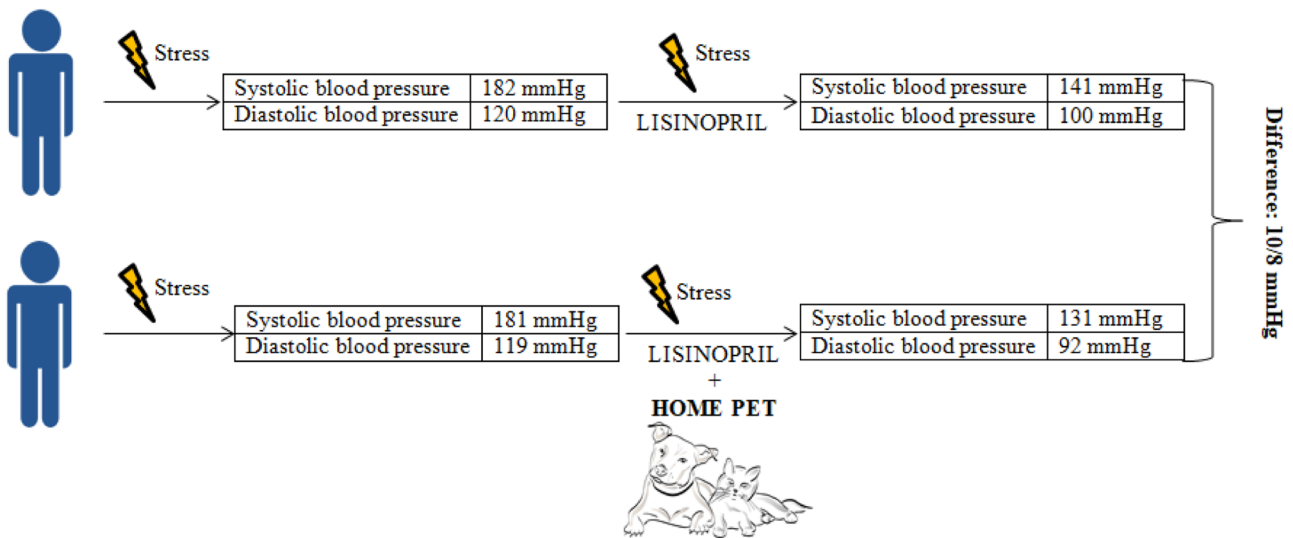 Stress
Stress
Systolic blood pressure 182 mmHg
Diastolic blood pressure 120 mmHg
LISINOPRIL
Systolic blood pressure 141 mmHg
Diastolic blood pressure 100 mmHg
Difference: 10/8 mmHg
Stress
Stress
Systolic blood pressure 181 mmHg
Diastolic blood pressure 119 mmHg
LISINOPRIL
+
HOME PET
Systolic blood pressure 131 mmHg
Diastolic blood pressure 92 mmHg